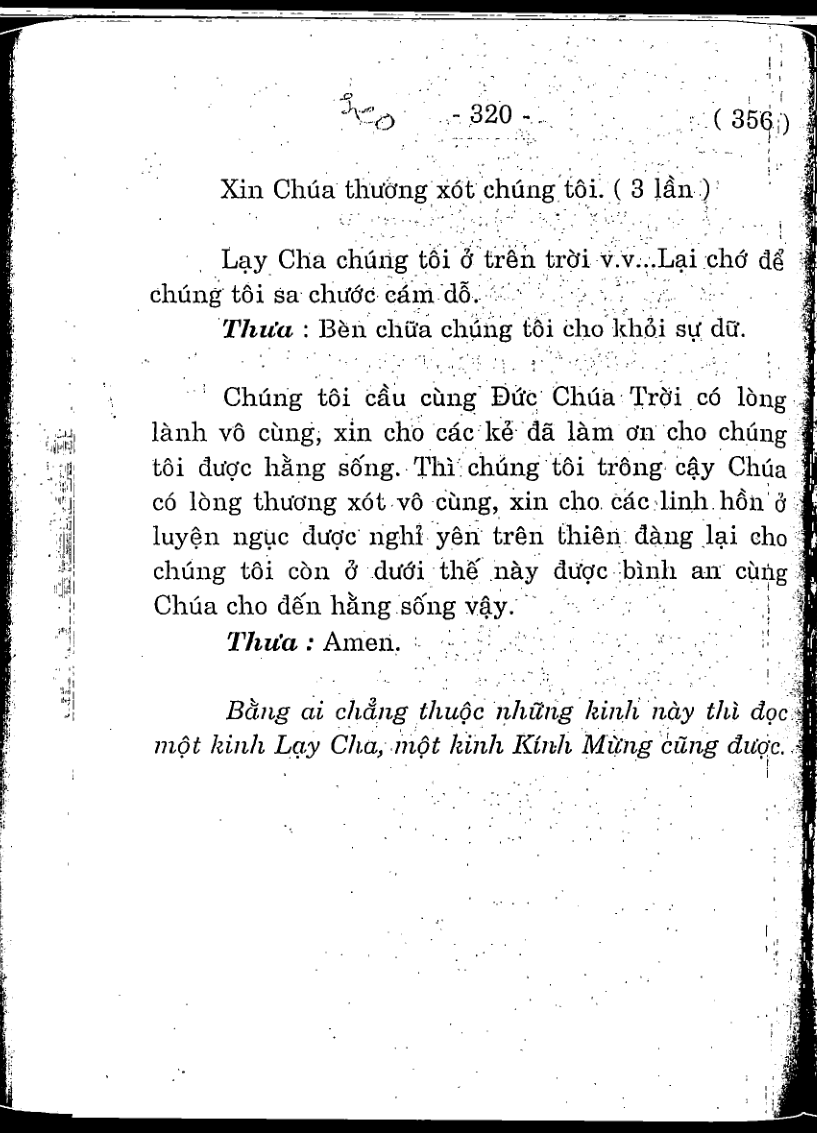 320 - 320 - ( 356 )
Xin Chúa thương xót chúng tôi. ( 3 lần )
Lạy Cha chúng tôi ở trên trời v.v...Lại chớ để
chúng tôi sa chước cám dỗ.
Thưa : Bèn chữa chúng tôi cho khỏi sự dữ.
Chúng tôi cầu cùng Đức Chúa Trời có lòng
lành vô cùng, xin cho các kẻ đã làm ơn cho chúng
tôi được hằng sống. Thì chúng tôi trông cậy Chúa
có lòng thương xót vô cùng, xin cho các linh hồn ở
luyện ngục được nghỉ yên trên thiên đàng lại cho
chúng tôi còn ở dưới thế này được bình an cùng
Chúa cho đến hằng sống vậy.
Thưa : Amen.
Bằng ai chẳng thuộc những kinh này thì đọc
một kinh Lạy Cha, một kinh Kính Mừng cũng được.